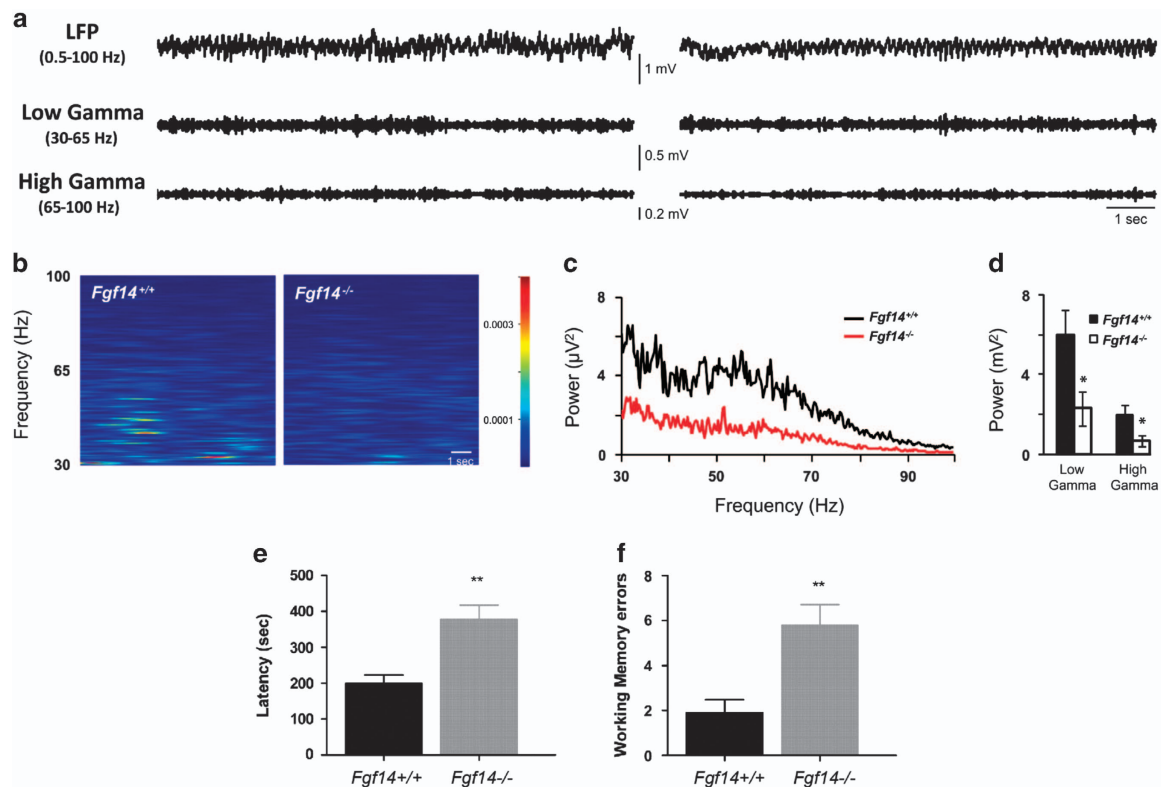 a
LFP
(0.5-100 Hz)
1 mV
Low Gamma
(30-65 Hz)
0.5 mV
High Gamma
(65-100 Hz)
0.2 mV
1 sec
b
Frequency (Hz)
100
65
30
Fgf14+/+
Fgf14-/-
1 sec
0.0003
0.0001
c
Power (µV²)
8
4
2
0
30
50
70
90
Frequency (Hz)
Fgf14+/+
Fgf14-/-
d
Power (mV²)
8
6
4
2
0
Fgf14+/+
Fgf14-/-
*
*
Low
Gamma
High
Gamma
e
Latency (sec)
500
400
300
200
100
0
**
Fgf14+/+
Fgf14-/-
f
Working Memory errors
8
6
4
2
0
**
Fgf14+/+
Fgf14-/-